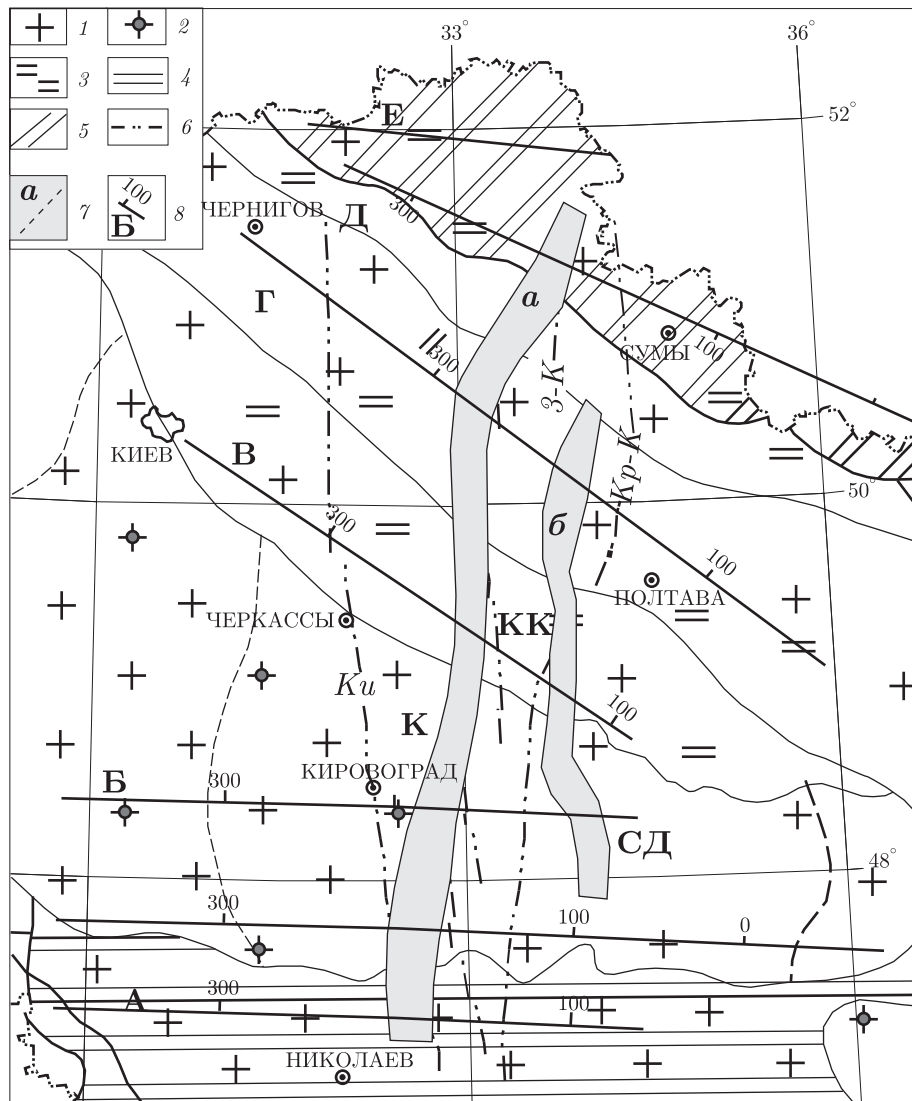 1
2
3
4
5
6
а
7
100
Б
8
33°
36°
52°
Е
ЧЕРНИГОВ
Д
300
Г
а
СУМЫ
100
300
З-К
Кр-К
КИЕВ
В
50°
300
б
100
ПОЛТАВА
ЧЕРКАССЫ
КК
Ки
100
К
КИРОВОГРАД
Б
300
СД
48°
300
100
0
А
300
100
НИКОЛАЕВ